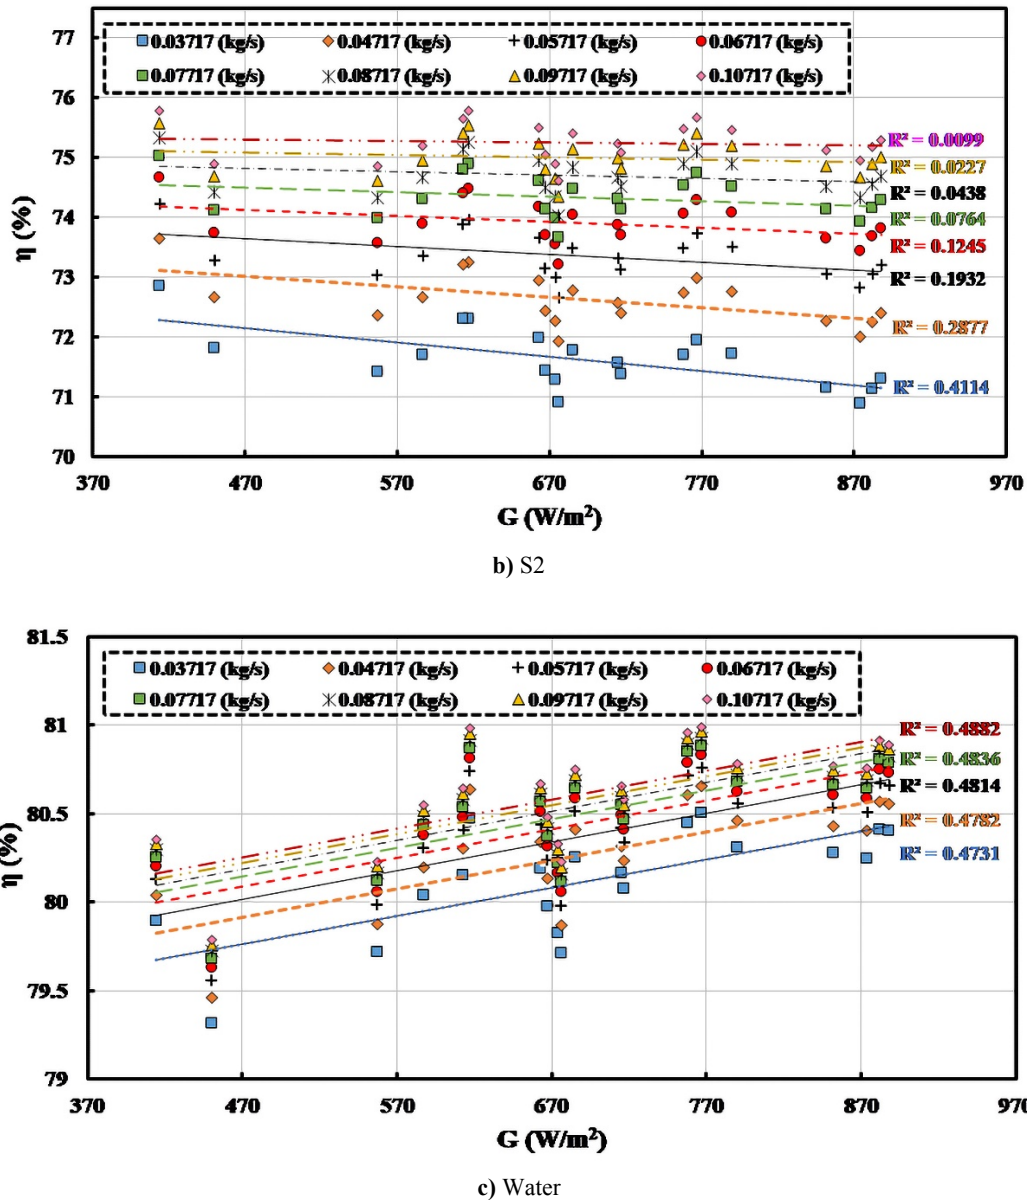 77
76
75
74
73
72
71
70
η (%)
0.03717 (kg/s) 0.04717 (kg/s) 0.05717 (kg/s) 0.06717 (kg/s)
0.07717 (kg/s) 0.08717 (kg/s) 0.09717 (kg/s) 0.10717 (kg/s)
R² = 0.0099
R² = 0.0227
R² = 0.0438
R² = 0.0764
R² = 0.1245
R² = 0.1932
R² = 0.2877
R² = 0.4114
370 470 570 670 770 870 970
G (W/m²)
b) S2
81.5
81
80.5
80
79.5
79
η (%)
0.03717 (kg/s) 0.04717 (kg/s) 0.05717 (kg/s) 0.06717 (kg/s)
0.07717 (kg/s) 0.08717 (kg/s) 0.09717 (kg/s) 0.10717 (kg/s)
R² = 0.4882
R² = 0.4836
R² = 0.4814
R² = 0.4782
R² = 0.4731
370 470 570 670 770 870 970
G (W/m²)
c) Water